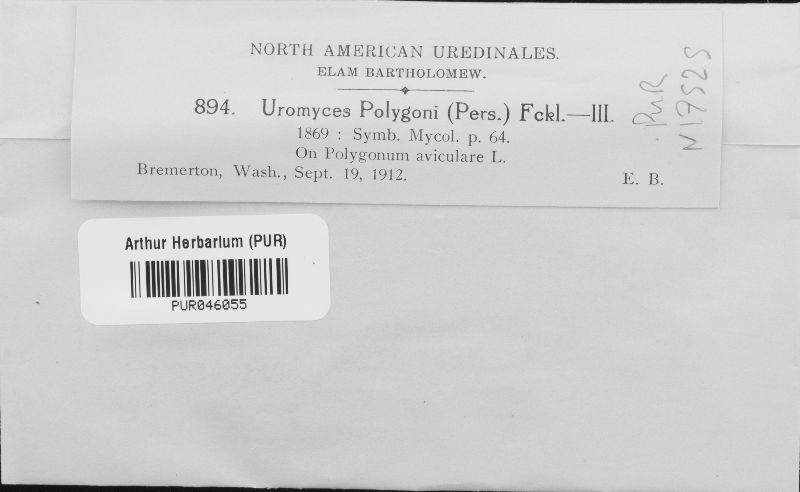 NORTH AMERICAN UREDINALES.
ELAM BARTHOLOMEW.
894. Uromyces Polygoni (Pers.) Fckl.—III.
1869 : Symb. Mycol. p. 64.
On Polygonum aviculare L.
Bremerton, Wash., Sept. 19, 1912.
E. B.
PUR
N17525
Arthur Herbarium (PUR)
PUR046055